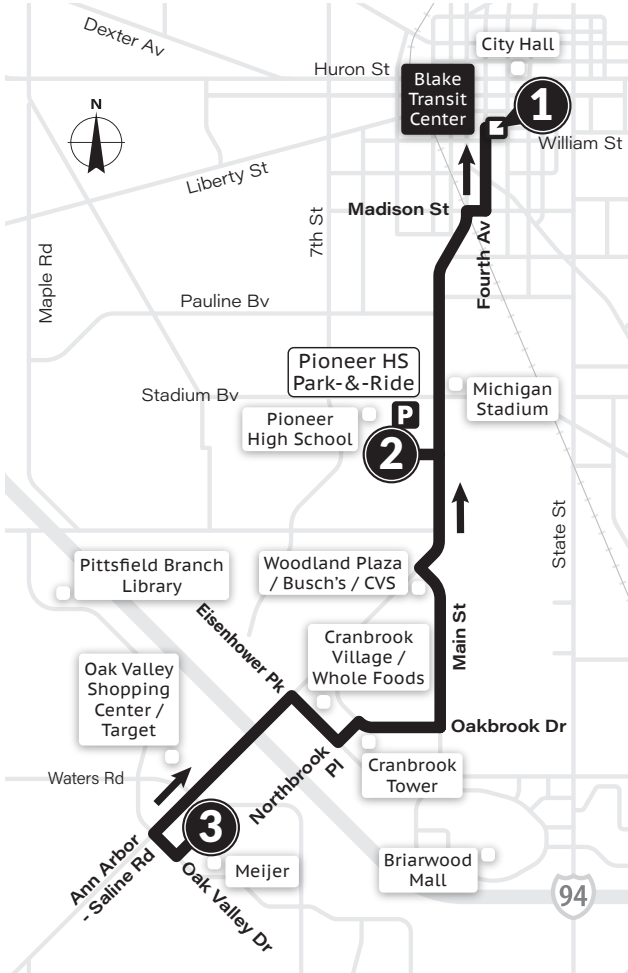 Dexter Av
City Hall
Huron St
Blake
Transit
Center
1
N
William St
Liberty St
Madison St
7th St
Fourth Av
Maple Rd
Pauline Bv
Pioneer HS
Park-&-Ride
Stadium Bv
P
Michigan
Stadium
Pioneer
High School
2
State St
Pittsfield Branch
Library
Woodland Plaza
/ Busch's / CVS
Eisenhower Pk
Main St
Cranbrook
Village /
Whole Foods
Oak Valley
Shopping
Center /
Target
Oakbrook Dr
Northbrook
Pl
Cranbrook
Tower
Waters Rd
3
Ann Arbor
- Saline Rd
Oak Valley Dr
Meijer
Briarwood
Mall
94